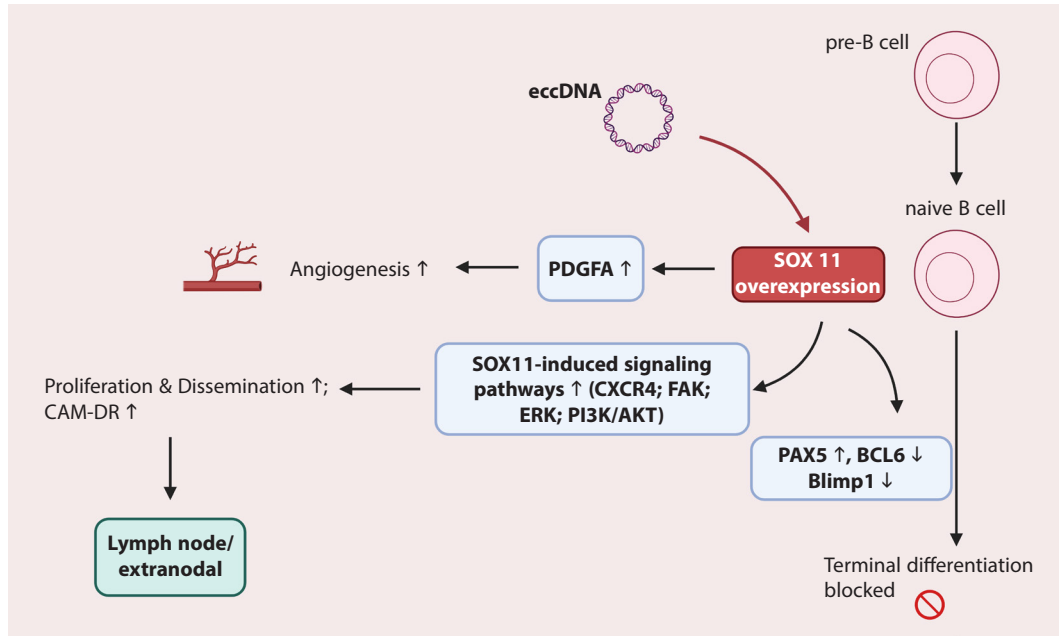 pre-B cell
eccDNA
naive B cell
SOX 11
overexpression
PDGFA ↑
Angiogenesis ↑
SOX11-induced signaling
pathways ↑ (CXCR4; FAK;
ERK; PI3K/AKT)
Proliferation & Dissemination ↑;
CAM-DR ↑
PAX5 ↑, BCL6 ↓
Blimp1 ↓
Lymph node/
extranodal
Terminal differentiation
blocked